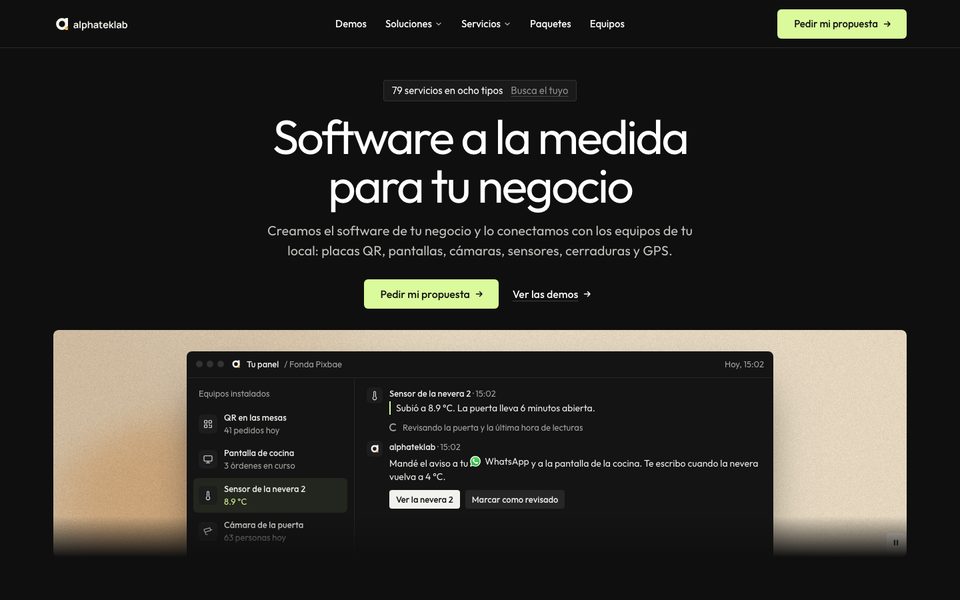 alphateklab
Demos Soluciones Servicios Paquetes Equipos
Pedir mi propuesta →
79 servicios en ocho tipos Busca el tuyo
Software a la medida
para tu negocio
Creamos el software de tu negocio y lo conectamos con los equipos de tu
local: placas QR, pantallas, cámaras, sensores, cerraduras y GPS.
Pedir mi propuesta →
Ver las demos →
Tu panel / Fonda Pixbae
Hoy, 15:02
Equipos instalados
QR en las mesas
41 pedidos hoy
Pantalla de cocina
3 órdenes en curso
Sensor de la nevera 2
8.9 °C
Cámara de la puerta
63 personas hoy
Sensor de la nevera 2 · 15:02
Subió a 8.9 °C. La puerta lleva 6 minutos abierta.
Revisando la puerta y la última hora de lecturas
alphateklab · 15:02
Mandé el aviso a tu WhatsApp y a la pantalla de la cocina. Te escribo cuando la nevera
vuelva a 4 °C.
Ver la nevera 2
Marcar como revisado